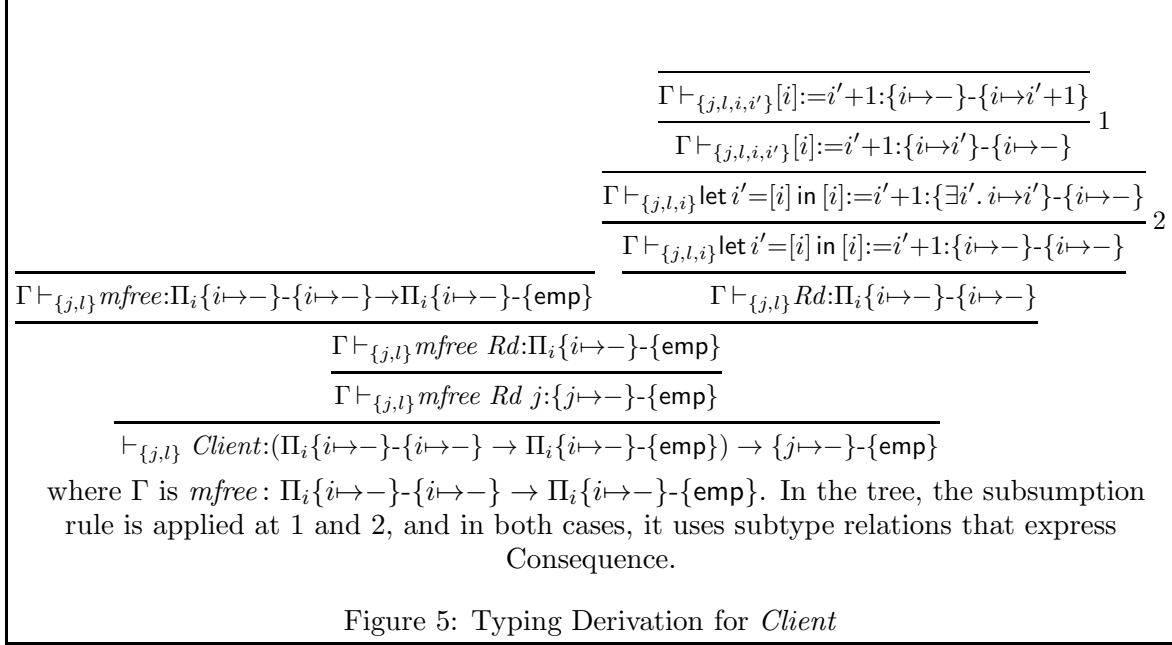 Γ ⊢_{j,l,i,i′} [i]:=i′+1:{i↦−}-{i↦i′+1}
1
Γ ⊢_{j,l,i,i′} [i]:=i′+1:{i↦i′}-{i↦−}
Γ ⊢_{j,l,i} let i′=[i] in [i]:=i′+1:{∃i′. i↦i′}-{i↦−}
2
Γ ⊢_{j,l,i} let i′=[i] in [i]:=i′+1:{i↦−}-{i↦−}
Γ ⊢_{j,l} mfree:Π_i{i↦−}-{i↦−}→Π_i{i↦−}-{emp} Γ ⊢_{j,l} Rd:Π_i{i↦−}-{i↦−}
Γ ⊢_{j,l} mfree Rd:Π_i{i↦−}-{emp}
Γ ⊢_{j,l} mfree Rd j:{j↦−}-{emp}
⊢_{j,l} Client:(Π_i{i↦−}-{i↦−} → Π_i{i↦−}-{emp}) → {j↦−}-{emp}
where Γ is mfree: Π_i{i↦−}-{i↦−} → Π_i{i↦−}-{emp}. In the tree, the subsumption
rule is applied at 1 and 2, and in both cases, it uses subtype relations that express
Consequence.
Figure 5: Typing Derivation for Client